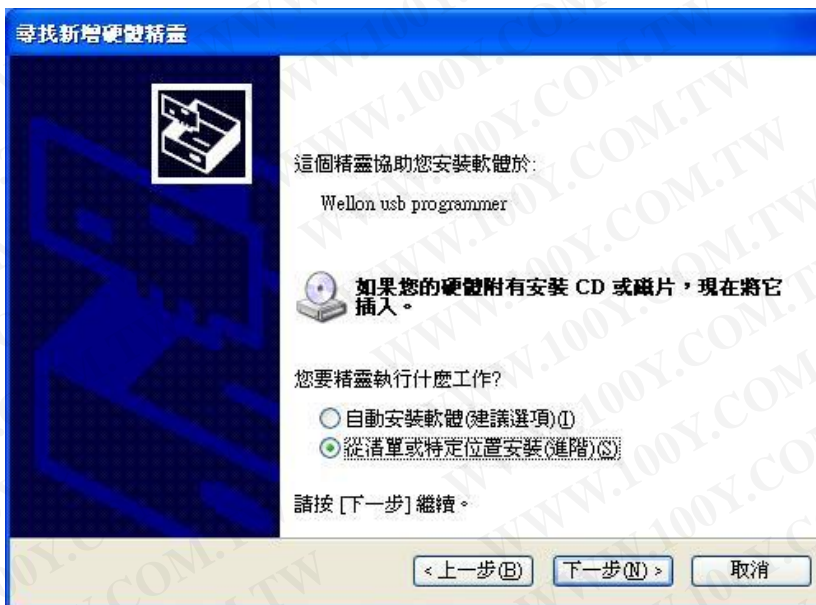 尋找新增硬體精靈
這個精靈協助您安裝軟體於:
Wellon usb programmer
如果您的硬體附有安裝 CD 或磁片，現在將它
插入。
您要精靈執行什麼工作?
自動安裝軟體(建議選項)(I)
從清單或特定位置安裝(進階)(S)
請按 [下一步] 繼續。
<上一步(B)
下一步(N) >
取消
WWW.100Y.COM.TW